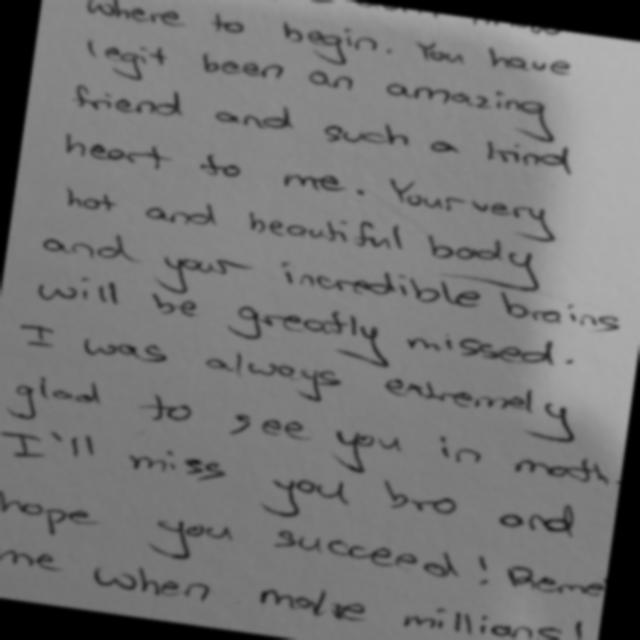 where to begin. You have
legit been an amazing
friend and such a kind
heart to me. Your very
hot and beautiful body
and your incredible brains
will be greatly missed.
I was always extremely
glad to see you in math.
I'll miss you bro and
hope you succeed! Reme
me when make millions!